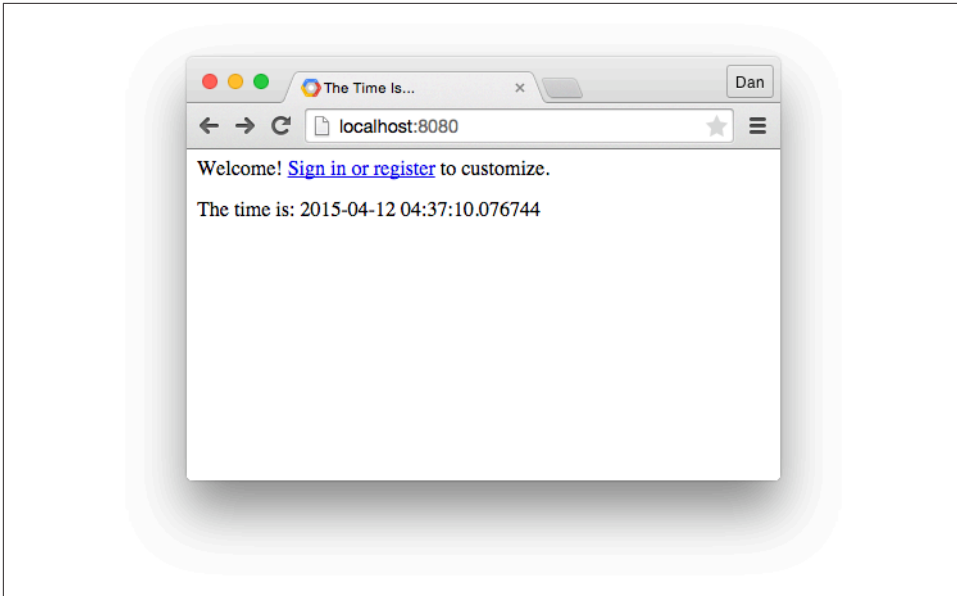 The Time Is...
Dan
localhost:8080
Welcome! Sign in or register to customize.
The time is: 2015-04-12 04:37:10.076744